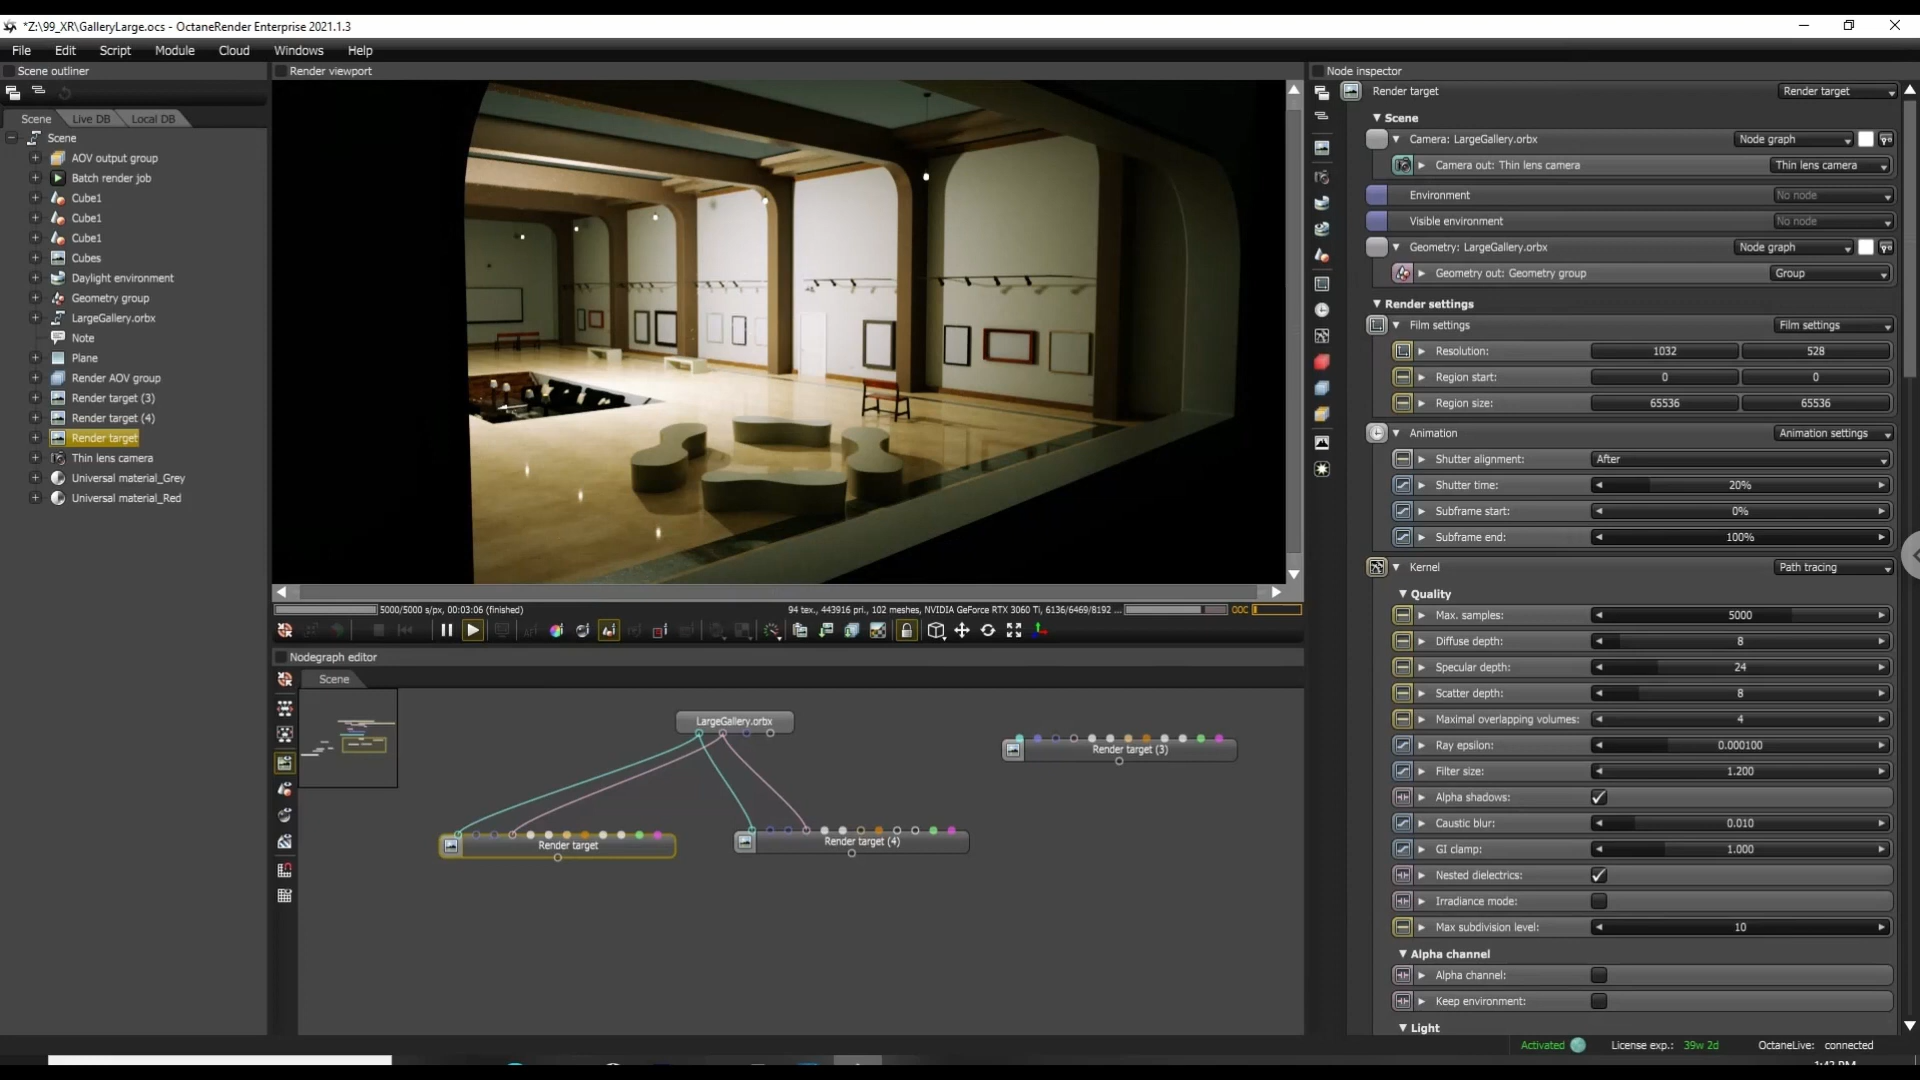 *Z:\99_XR\GalleryLarge.ocs - OctaneRender Enterprise 2021.1.3
File Edit Script Module Cloud Windows Help
Scene outliner
Scene Live DB Local DB
Scene
AOV output group
Batch render job
Cube1
Cube1
Cube1
Cubes
Daylight environment
Geometry group
LargeGallery.orbx
Note
Plane
Render AOV group
Render target (3)
Render target (4)
Render target
Thin lens camera
Universal material_Grey
Universal material_Red
Render viewport
5000/5000 s/px, 00:03:06 (finished)
94 tex., 443916 pri., 102 meshes, NVIDIA GeForce RTX 3060 Ti, 6136/6469/8192 ...
OOC
Nodegraph editor
Scene
LargeGallery.orbx
Render target (3)
Render target
Render target (4)
Node inspector
Render target Render target
Scene
Camera: LargeGallery.orbx Node graph
Camera out: Thin lens camera Thin lens camera
Environment No node
Visible environment No node
Geometry: LargeGallery.orbx Node graph
Geometry out: Geometry group Group
Render settings
Film settings Film settings
Resolution: 1032 528
Region start: 0 0
Region size: 65536 65536
Animation Animation settings
Shutter alignment: After
Shutter time: 20%
Subframe start: 0%
Subframe end: 100%
Kernel Path tracing
Quality
Max. samples: 5000
Diffuse depth: 8
Specular depth: 24
Scatter depth: 8
Maximal overlapping volumes: 4
Ray epsilon: 0.000100
Filter size: 1.200
Alpha shadows:
Caustic blur: 0.010
GI clamp: 1.000
Nested dielectrics:
Irradiance mode:
Max subdivision level: 10
Alpha channel
Alpha channel:
Keep environment:
Light
Activated License exp.: 39w 2d OctaneLive: connected